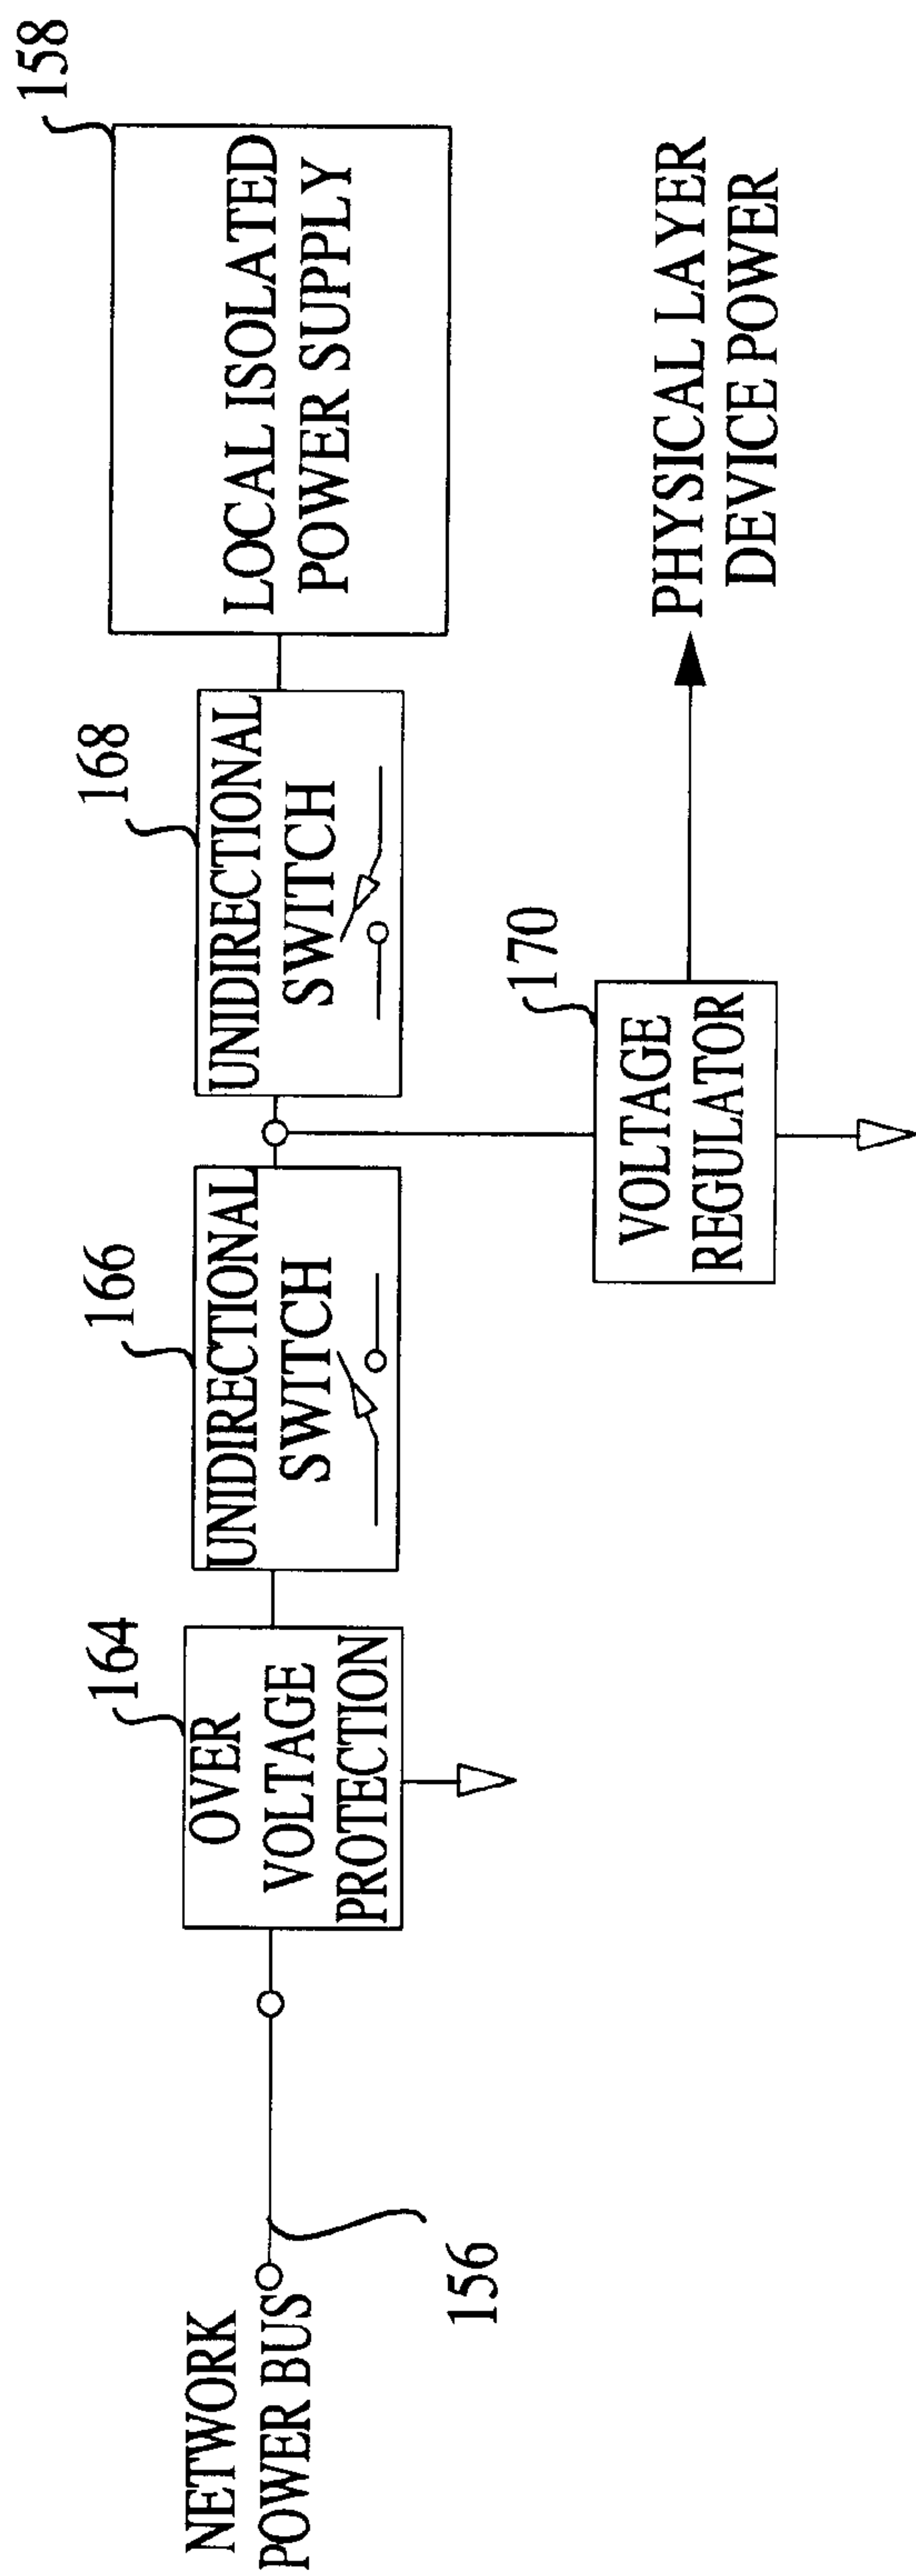 NETWORK
POWER BUS
156
164
OVER
VOLTAGE
PROTECTION
166
UNIDIRECTIONAL
SWITCH
168
UNIDIRECTIONAL
SWITCH
158
LOCAL ISOLATED
POWER SUPPLY
170
VOLTAGE
REGULATOR
PHYSICAL LAYER
DEVICE POWER